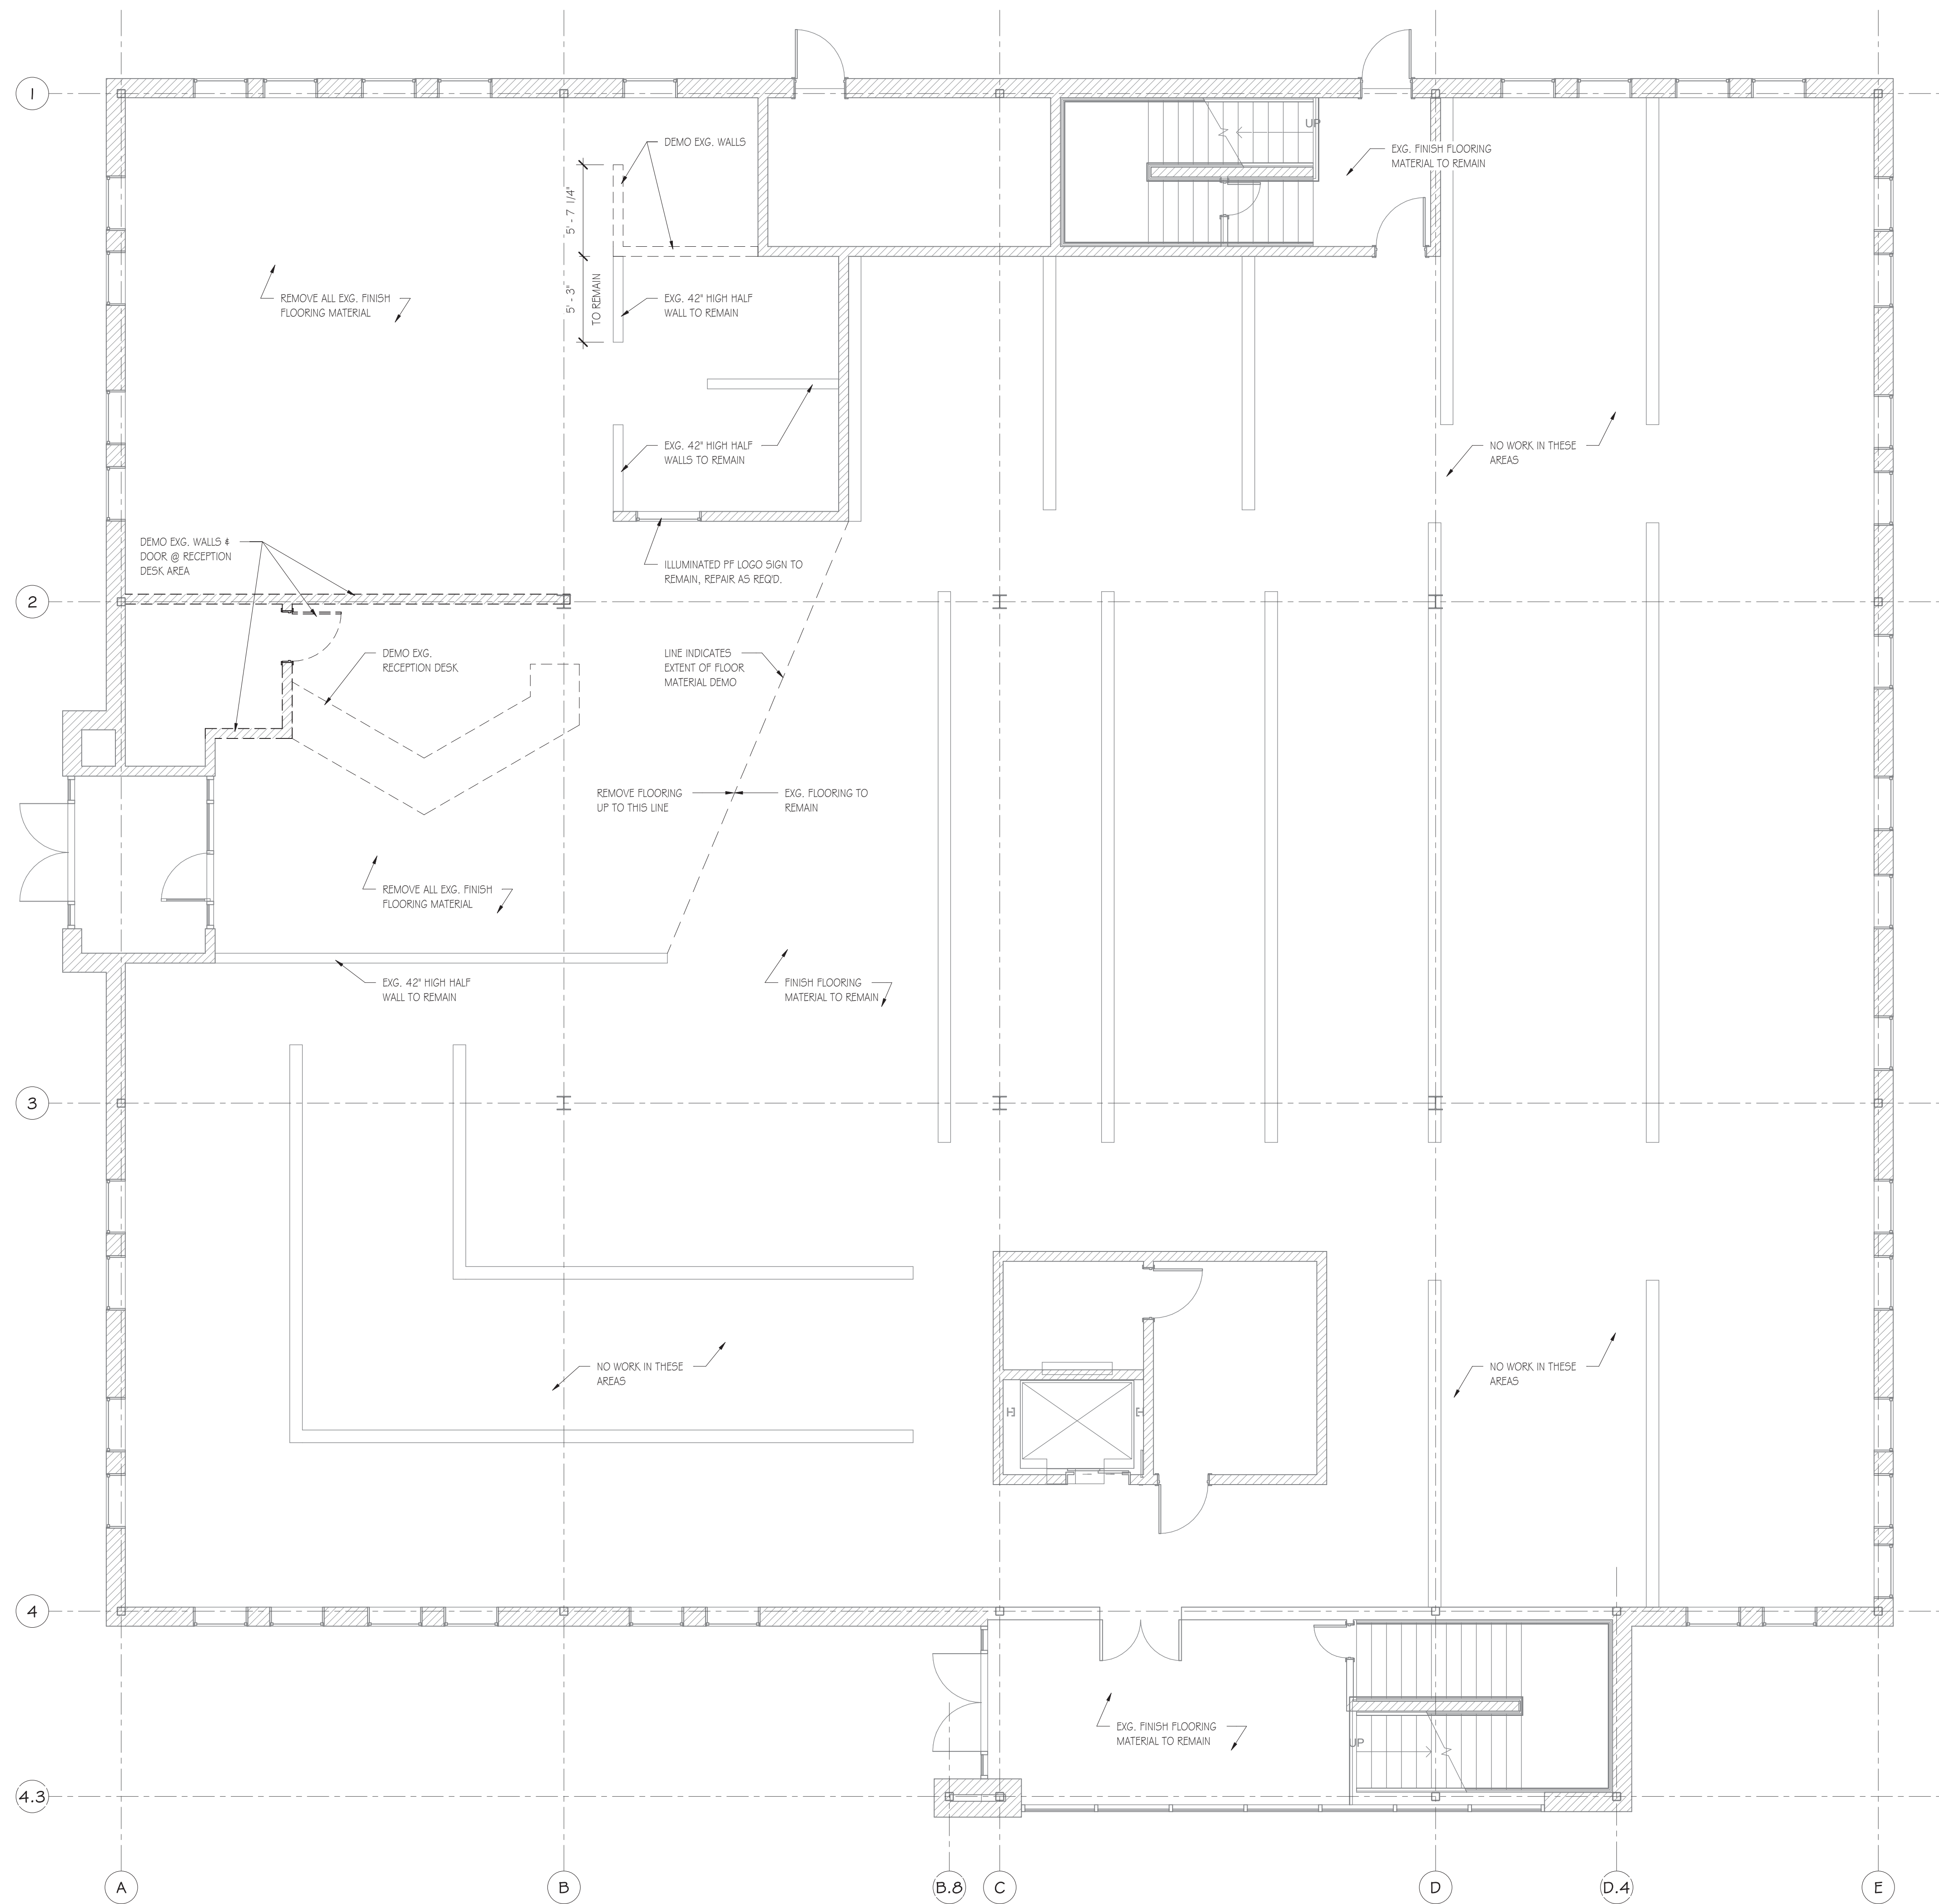 1
UP
DEMO EXG. WALLS
EXG. FINISH FLOORING
MATERIAL TO REMAIN
5' - 7 1/4"
5' - 3"
TO REMAIN
REMOVE ALL EXG. FINISH
FLOORING MATERIAL
EXG. 42" HIGH HALF
WALL TO REMAIN
EXG. 42" HIGH HALF
WALLS TO REMAIN
NO WORK IN THESE
AREAS
DEMO EXG. WALLS &
DOOR @ RECEPTION
DESK AREA
ILLUMINATED PF LOGO SIGN TO
REMAIN, REPAIR AS REQ'D.
2
DEMO EXG.
RECEPTION DESK
LINE INDICATES
EXTENT OF FLOOR
MATERIAL DEMO
REMOVE FLOORING
UP TO THIS LINE
EXG. FLOORING TO
REMAIN
REMOVE ALL EXG. FINISH
FLOORING MATERIAL
EXG. 42" HIGH HALF
WALL TO REMAIN
FINISH FLOORING
MATERIAL TO REMAIN
3
NO WORK IN THESE
AREAS
NO WORK IN THESE
AREAS
4
EXG. FINISH FLOORING
MATERIAL TO REMAIN
UP
4.3
A
B
B.8
C
D
D.4
E